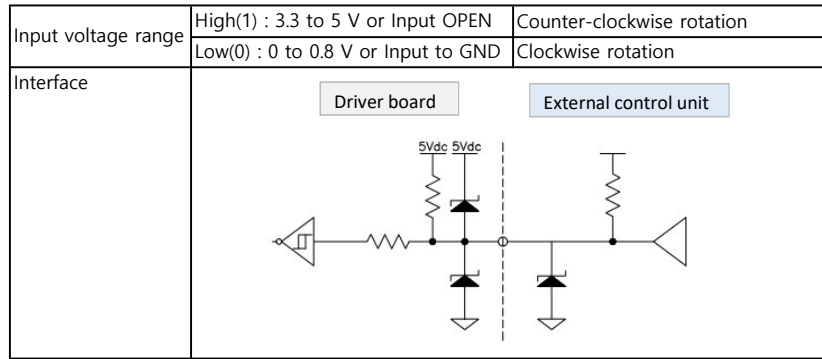 Input voltage range
High(1) : 3.3 to 5 V or Input OPEN
Counter-clockwise rotation
Low(0) : 0 to 0.8 V or Input to GND
Clockwise rotation
Interface
Driver board
External control unit
5Vdc 5Vdc